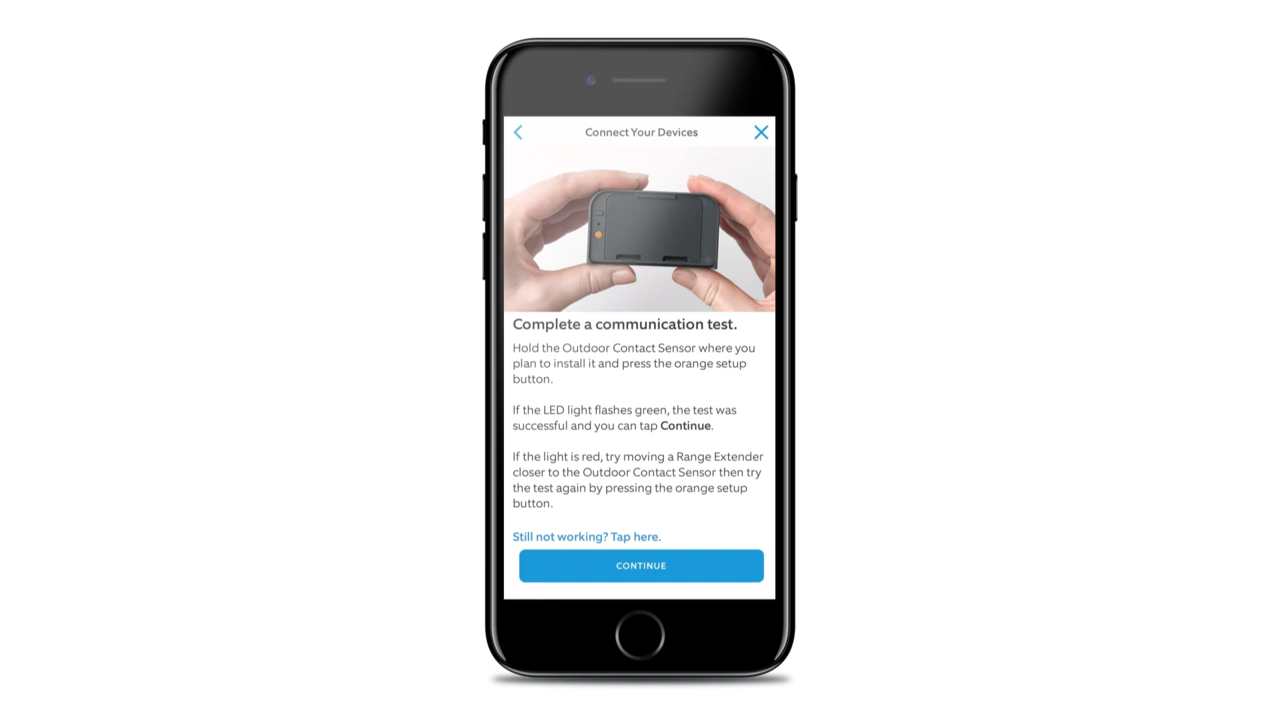 Connect Your Devices
Complete a communication test.
Hold the Outdoor Contact Sensor where you
plan to install it and press the orange setup
button.
If the LED light flashes green, the test was
successful and you can tap Continue.
If the light is red, try moving a Range Extender
closer to the Outdoor Contact Sensor then try
the test again by pressing the orange setup
button.
Still not working? Tap here.
CONTINUE